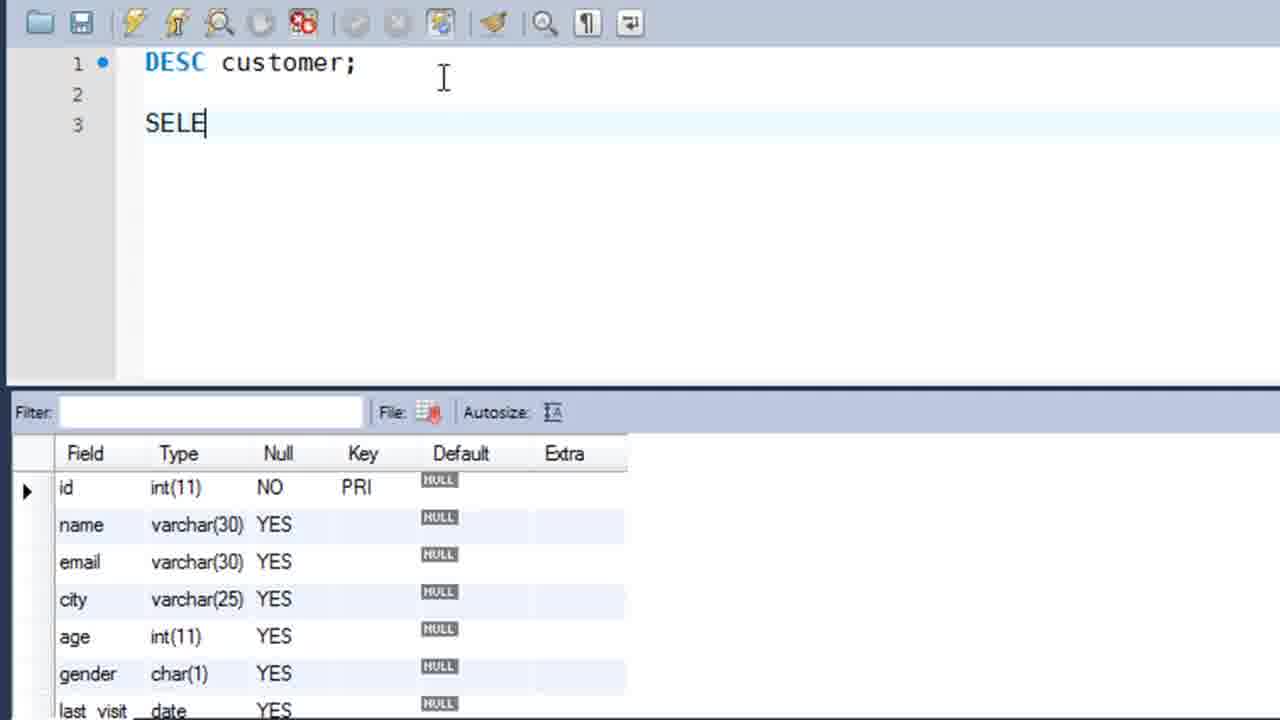 1 DESC customer;
2
3 SELE
Filter: File: Autosize:
Field Type Null Key Default Extra
id int(11) NO PRI NULL
name varchar(30) YES NULL
email varchar(30) YES NULL
city varchar(25) YES NULL
age int(11) YES NULL
gender char(1) YES NULL
last_visit date YES NULL